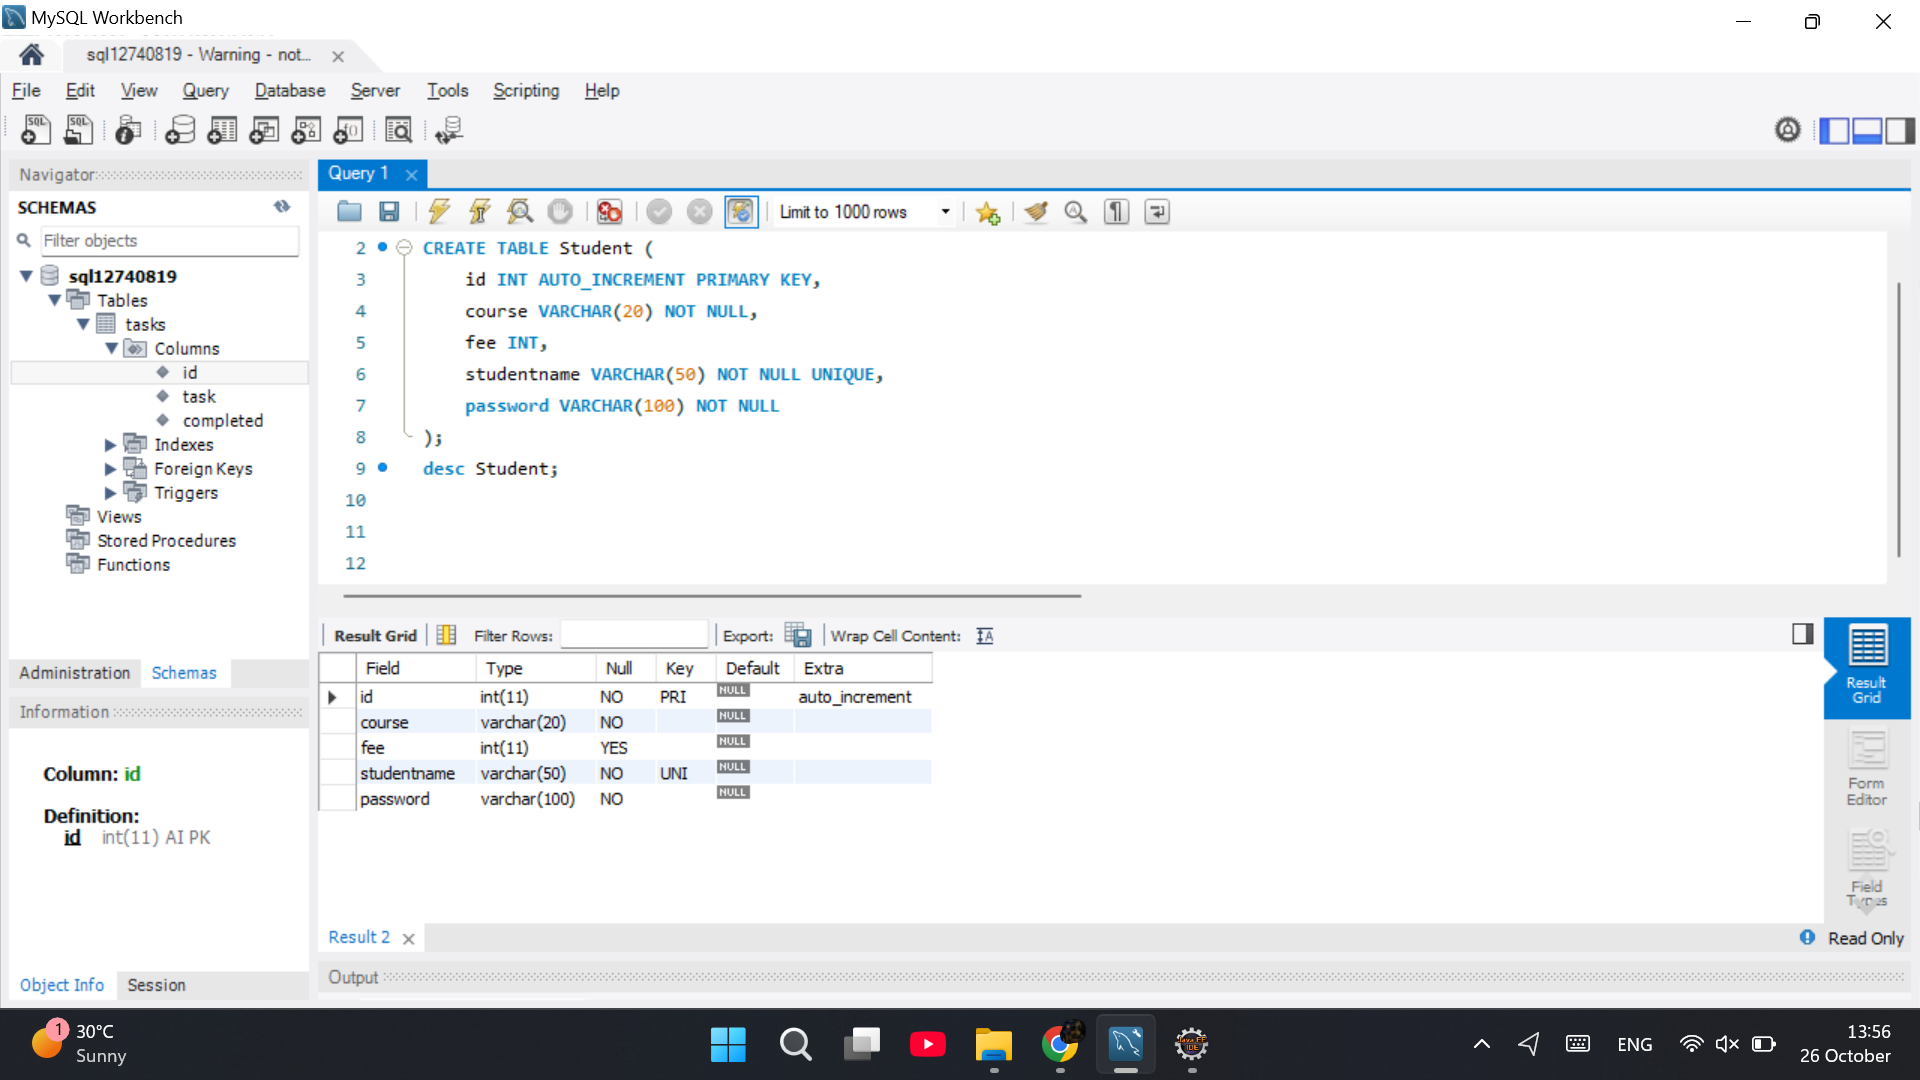 MySQL Workbench
sql12740819 - Warning - not...
File Edit View Query Database Server Tools Scripting Help
Navigator
SCHEMAS
Filter objects
sql12740819
Tables
tasks
Columns
id
task
completed
Indexes
Foreign Keys
Triggers
Views
Stored Procedures
Functions
Administration Schemas
Information
Column: id
Definition:
id int(11) AI PK
Object Info Session
Query 1
Limit to 1000 rows
2 CREATE TABLE Student (
3 id INT AUTO_INCREMENT PRIMARY KEY,
4 course VARCHAR(20) NOT NULL,
5 fee INT,
6 studentname VARCHAR(50) NOT NULL UNIQUE,
7 password VARCHAR(100) NOT NULL
8 );
9 desc Student;
10
11
12
Result Grid Filter Rows: Export: Wrap Cell Content:
Field Type Null Key Default Extra
id int(11) NO PRI NULL auto_increment
course varchar(20) NO NULL
fee int(11) YES NULL
studentname varchar(50) NO UNI NULL
password varchar(100) NO NULL
Result
Grid
Form
Editor
Field
Types
Result 2
Read Only
Output
1
30°C
Sunny
ENG
13:56
26 October